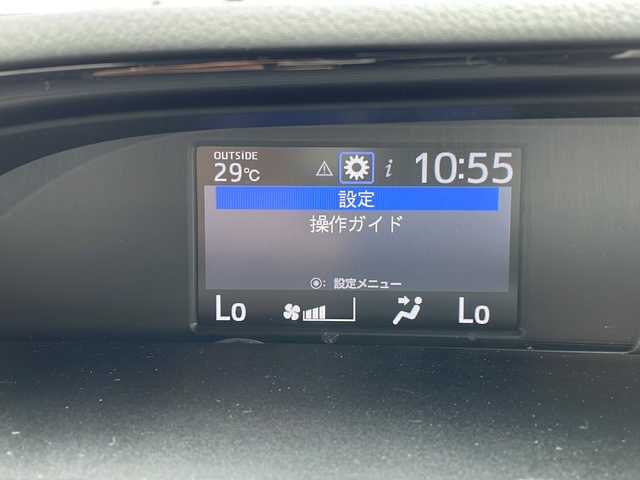 OUTSIDE
29℃
i 10:55
設定
操作ガイド
◉: 設定メニュー
Lo Lo